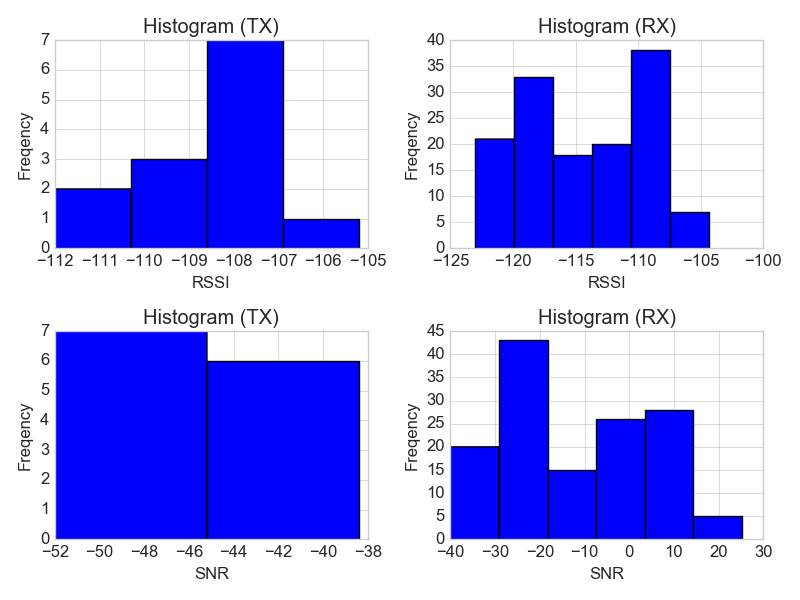 Histogram (TX)
7
6
5
4
3
2
1
0
Freqency
−112 −111 −110 −109 −108 −107 −106 −105
RSSI
Histogram (RX)
40
35
30
25
20
15
10
5
0
Freqency
−125 −120 −115 −110 −105 −100
RSSI
Histogram (TX)
7
6
5
4
3
2
1
0
Freqency
−52 −50 −48 −46 −44 −42 −40 −38
SNR
Histogram (RX)
45
40
35
30
25
20
15
10
5
0
Freqency
−40 −30 −20 −10 0 10 20 30
SNR